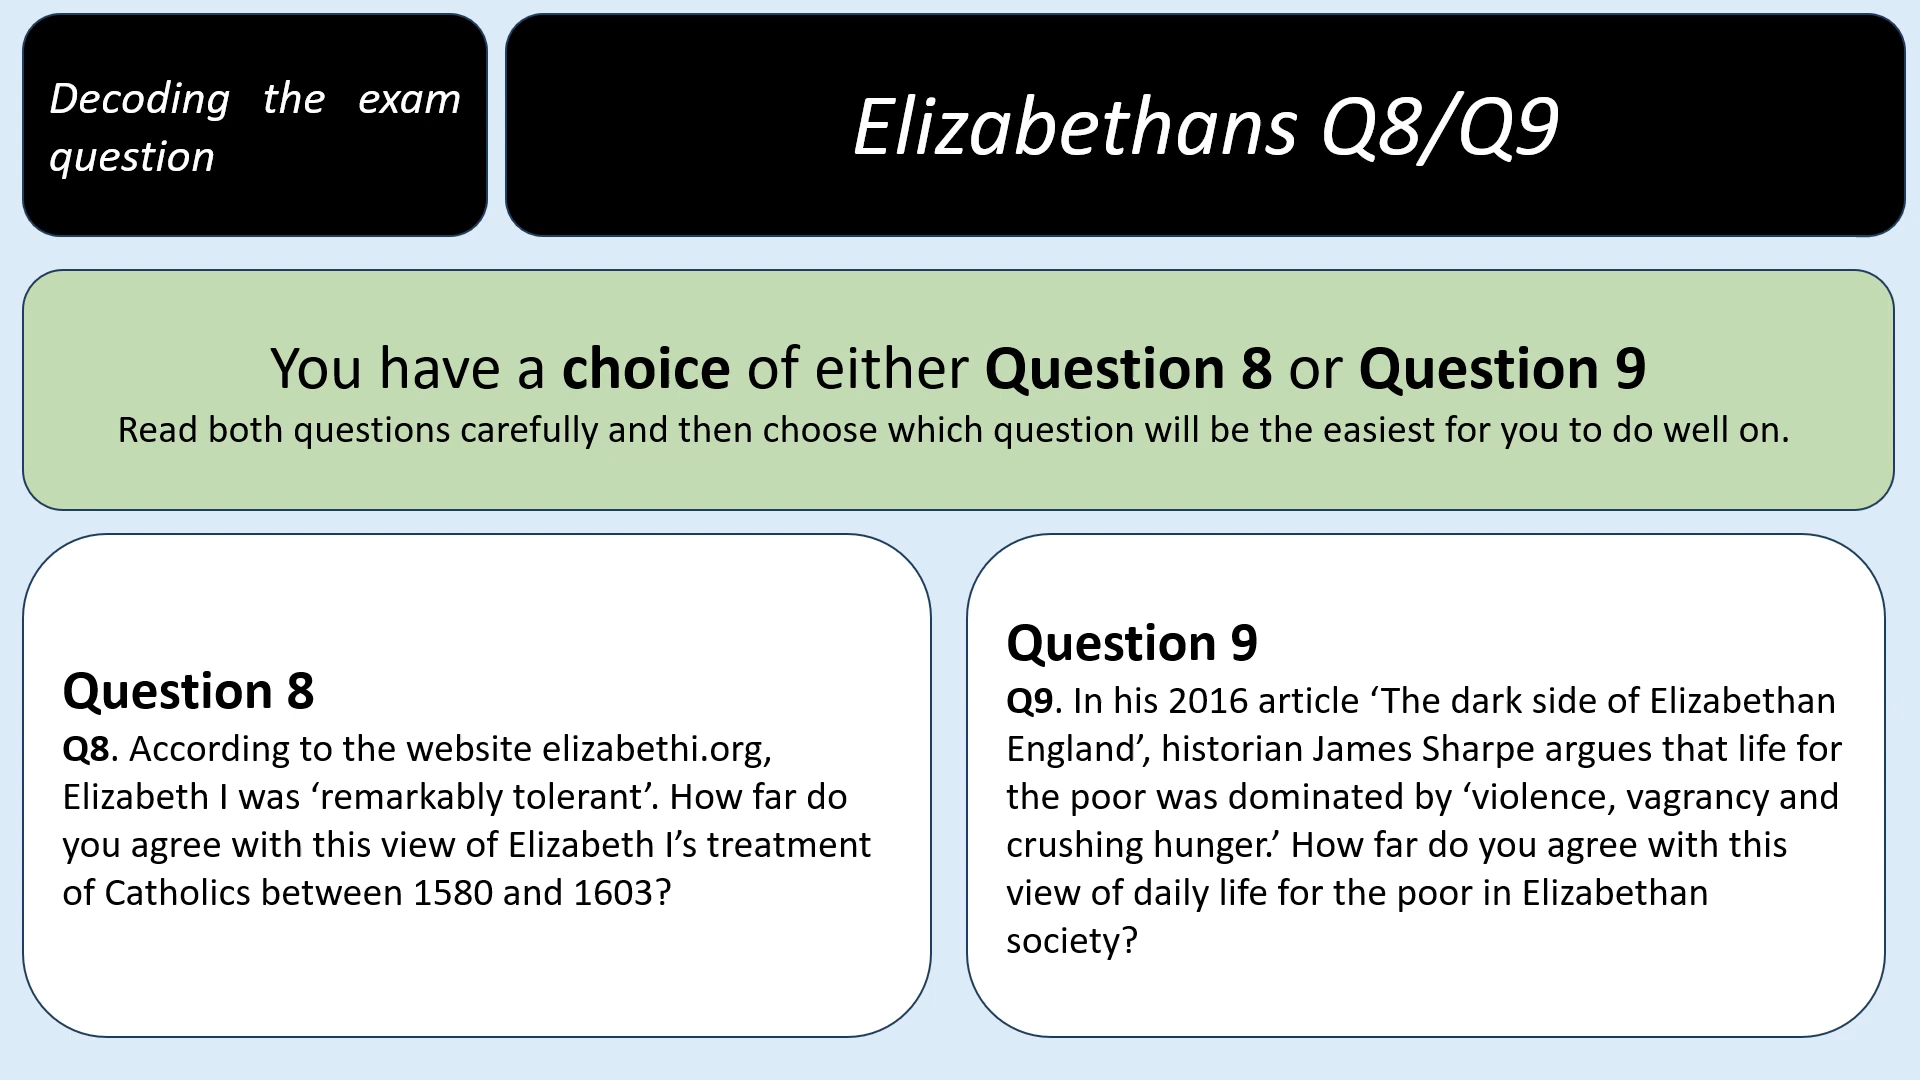 Decoding the exam
question
Elizabethans Q8/Q9
You have a choice of either Question 8 or Question 9
Read both questions carefully and then choose which question will be the easiest for you to do well on.
Question 8
Q8. According to the website elizabethi.org,
Elizabeth I was ‘remarkably tolerant’. How far do
you agree with this view of Elizabeth I’s treatment
of Catholics between 1580 and 1603?
Question 9
Q9. In his 2016 article ‘The dark side of Elizabethan
England’, historian James Sharpe argues that life for
the poor was dominated by ‘violence, vagrancy and
crushing hunger.’ How far do you agree with this
view of daily life for the poor in Elizabethan
society?